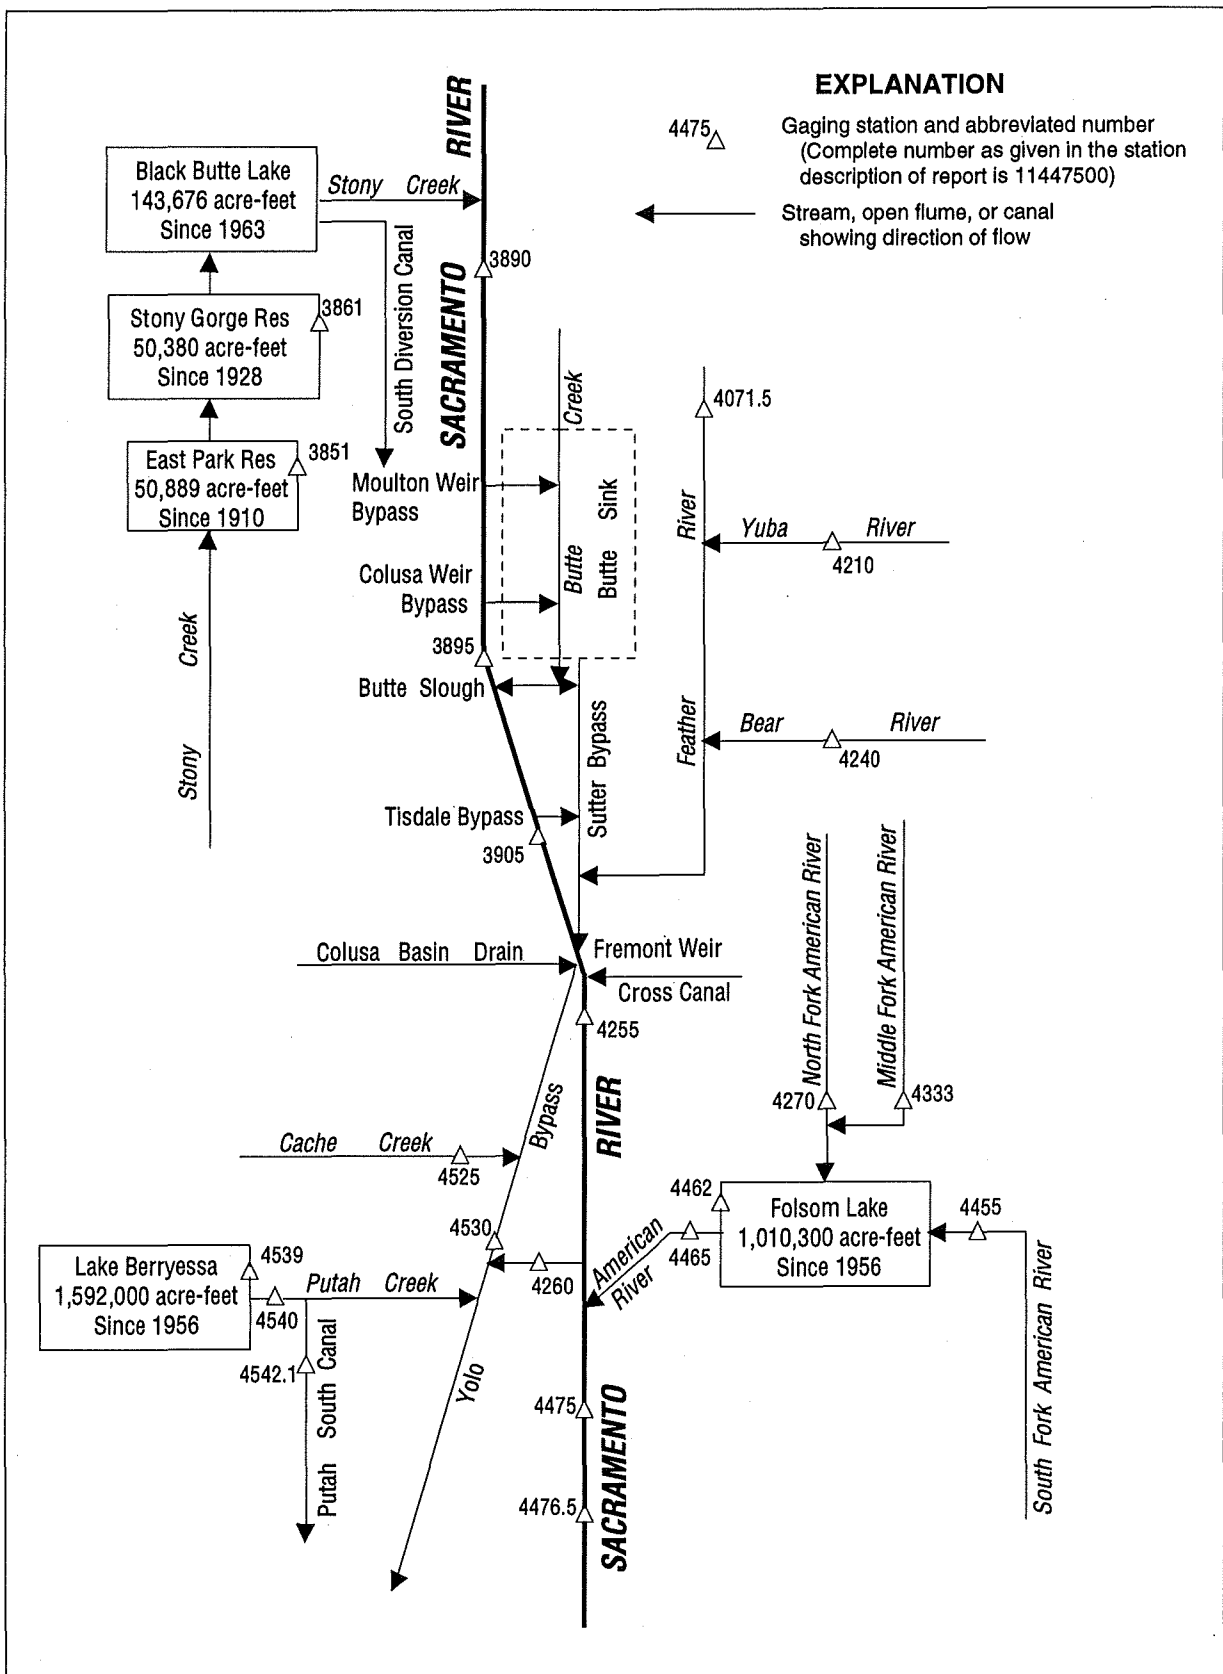 EXPLANATION
4475
Gaging station and abbreviated number
(Complete number as given in the station
description of report is 11447500)
Stream, open flume, or canal
showing direction of flow
RIVER
SACRAMENTO
Black Butte Lake
143,676 acre-feet
Since 1963
Stony Creek
South Diversion Canal
3890
Stony Gorge Res
50,380 acre-feet
Since 1928
3861
East Park Res
50,889 acre-feet
Since 1910
3851
Stony Creek
Moulton Weir
Bypass
Colusa Weir
Bypass
Butte Creek
Butte Sink
3895
Butte Slough
Sutter Bypass
Tisdale Bypass
3905
4071.5
Feather River
Yuba River
4210
Bear River
4240
Colusa Basin Drain
Fremont Weir
Cross Canal
4255
RIVER
SACRAMENTO
North Fork American River
Middle Fork American River
4270
4333
Cache Creek
4525
Yolo Bypass
4530
4260
American
River
4462
4465
Folsom Lake
1,010,300 acre-feet
Since 1956
4455
South Fork American River
Lake Berryessa
1,592,000 acre-feet
Since 1956
4539
4540
Putah Creek
4542.1
Putah South Canal
4475
4476.5